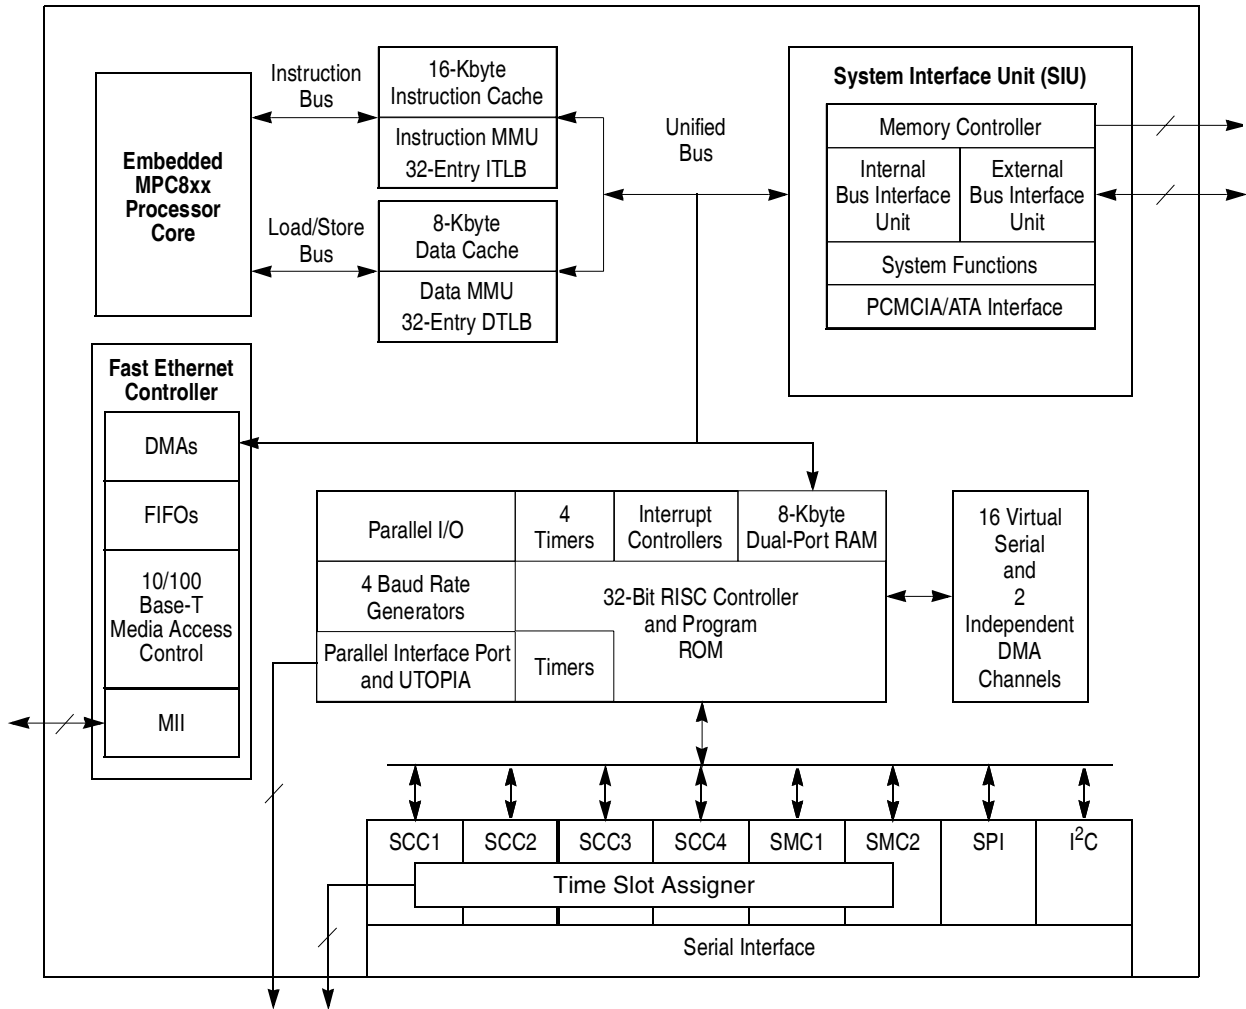 Embedded
MPC8xx
Processor
Core
Instruction
Bus
Load/Store
Bus
16-Kbyte
Instruction Cache
Instruction MMU
32-Entry ITLB
8-Kbyte
Data Cache
Data MMU
32-Entry DTLB
Unified
Bus
System Interface Unit (SIU)
Memory Controller
Internal
Bus Interface
Unit
External
Bus Interface
Unit
System Functions
PCMCIA/ATA Interface
Fast Ethernet
Controller
DMAs
FIFOs
10/100
Base-T
Media Access
Control
MII
Parallel I/O
4
Timers
Interrupt
Controllers
8-Kbyte
Dual-Port RAM
4 Baud Rate
Generators
32-Bit RISC Controller
and Program
ROM
Parallel Interface Port
and UTOPIA
Timers
16 Virtual
Serial
and
2
Independent
DMA
Channels
SCC1
SCC2
SCC3
SCC4
SMC1
SMC2
SPI
I²C
Time Slot Assigner
Serial Interface